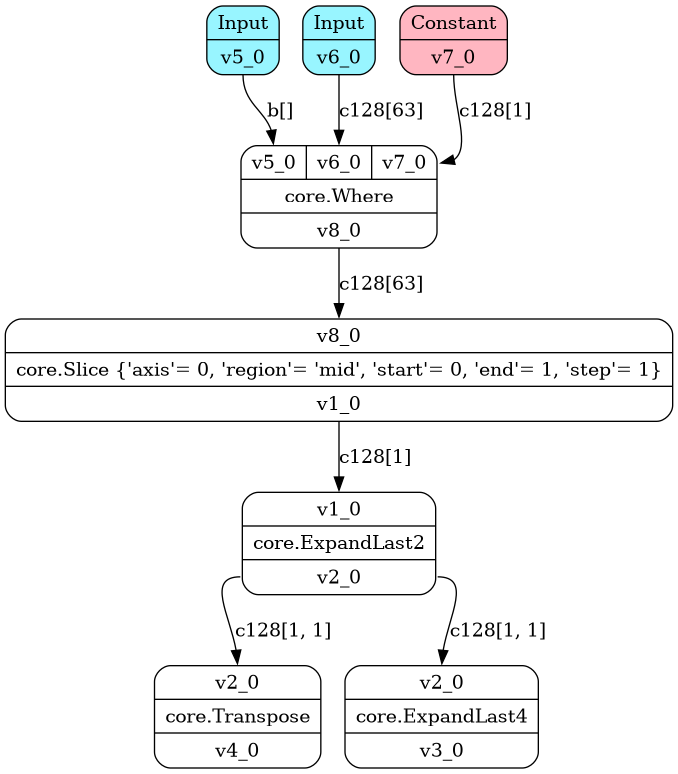 Input
v5_0
Input
v6_0
Constant
v7_0
b[]
c128[63]
c128[1]
v5_0
v6_0
v7_0
core.Where
v8_0
c128[63]
v8_0
core.Slice {'axis'= 0, 'region'= 'mid', 'start'= 0, 'end'= 1, 'step'= 1}
v1_0
c128[1]
v1_0
core.ExpandLast2
v2_0
c128[1, 1]
c128[1, 1]
v2_0
core.Transpose
v4_0
v2_0
core.ExpandLast4
v3_0